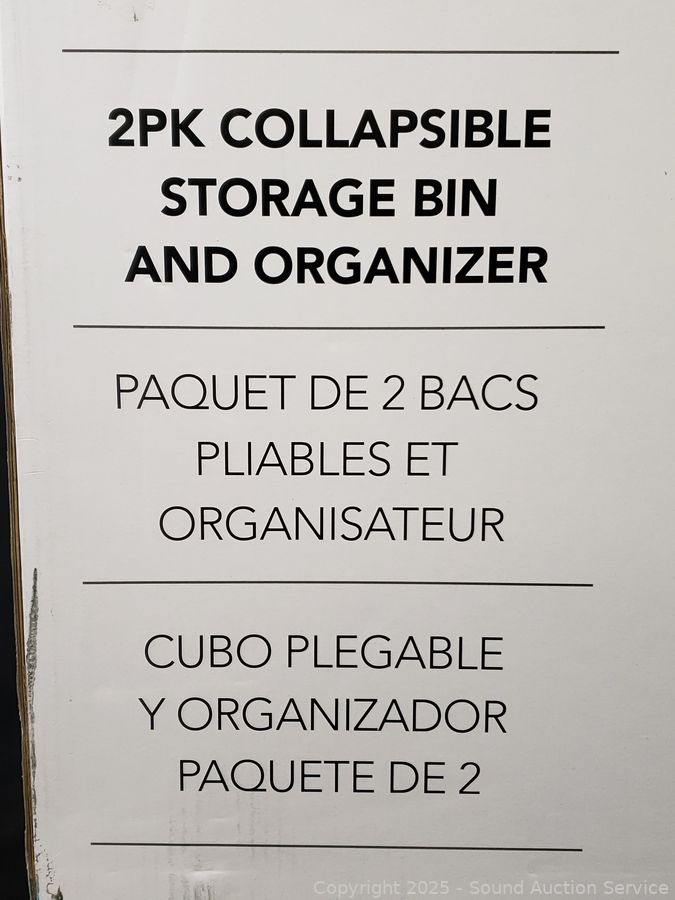 2PK COLLAPSIBLE
STORAGE BIN
AND ORGANIZER
PAQUET DE 2 BACS
PLIABLES ET
ORGANISATEUR
CUBO PLEGABLE
Y ORGANIZADOR
PAQUETE DE 2
Copyright 2025 - Sound Auction Service